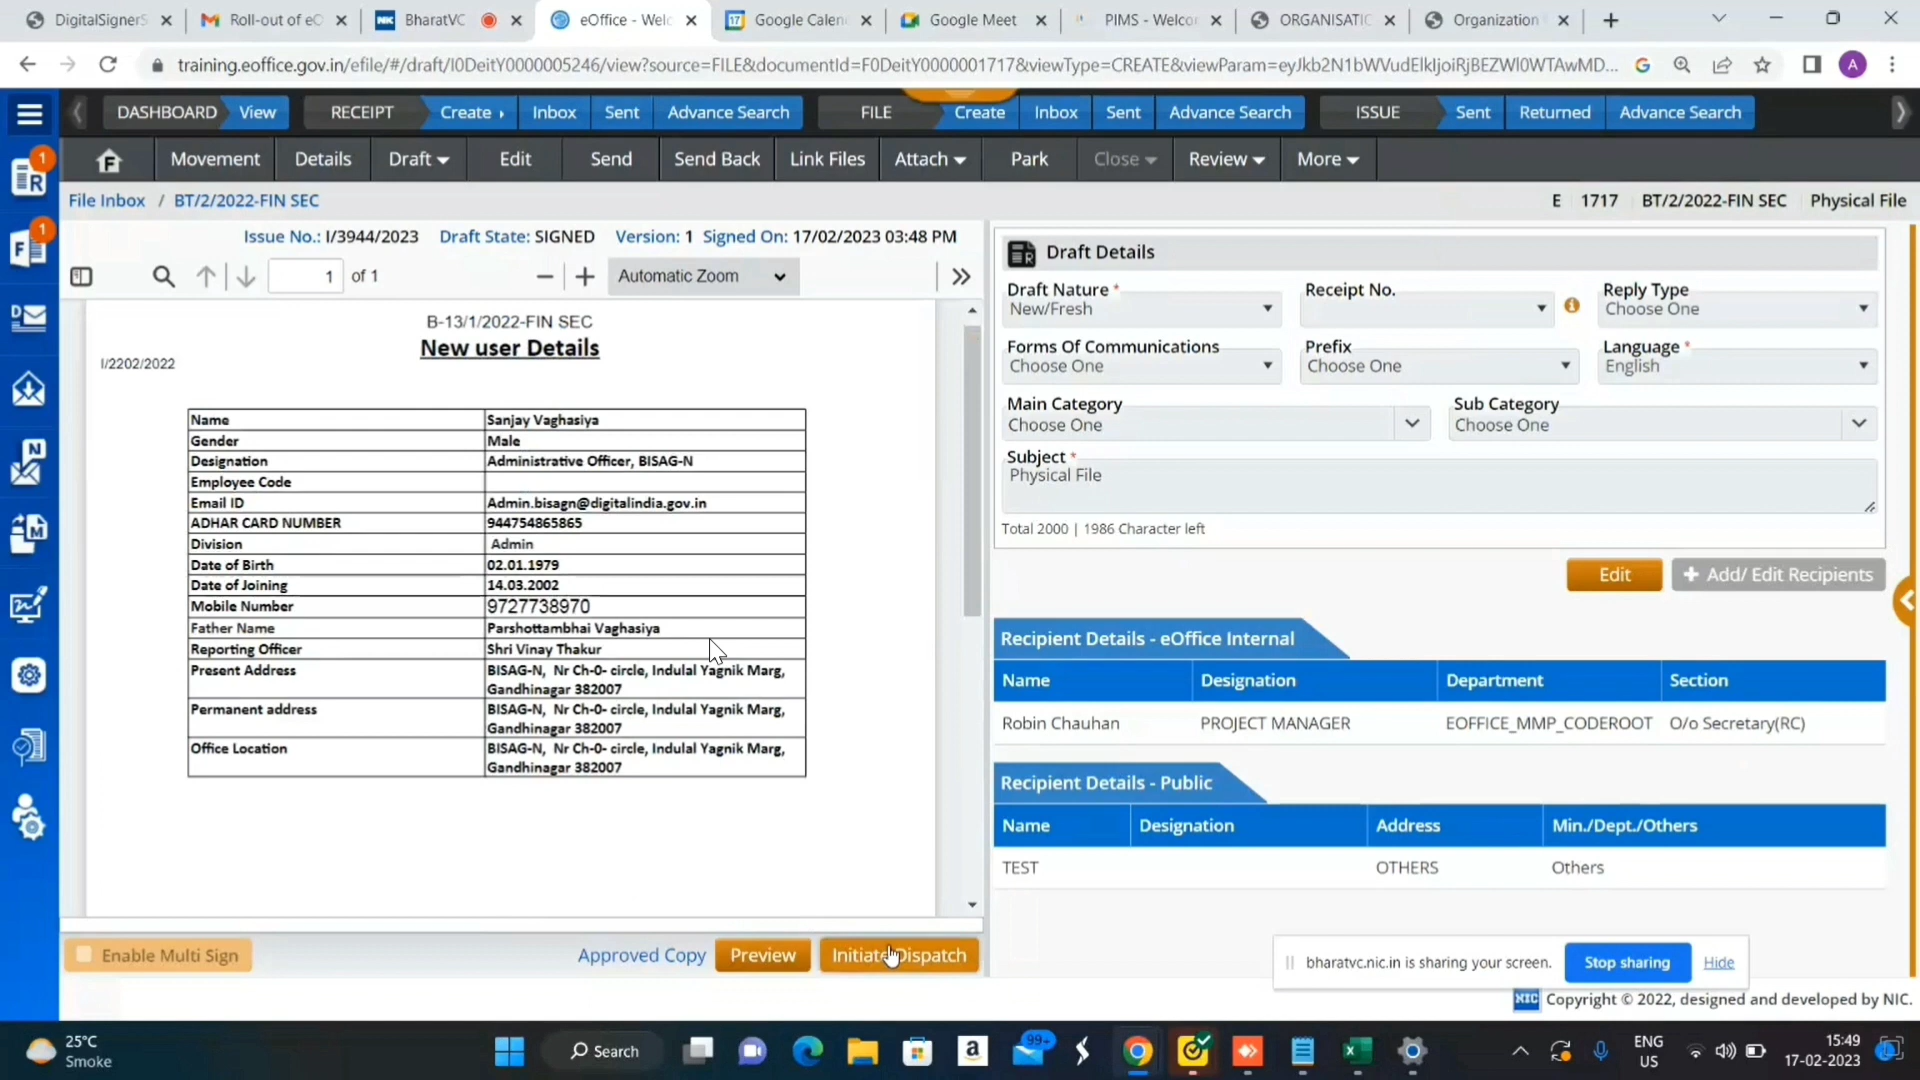 DigitalSignerS
Roll-out of eO
BharatVC
eOffice - Welc
Google Calen
Google Meet
PIMS - Welco
ORGANISATIO
Organization
training.eoffice.gov.in/efile/#/draft/I0DeitY0000005246/view?source=FILE&documentId=F0DeitY0000001717&viewType=CREATE&viewParam=eyJkb2N1bWVudElkIjoiRjBEZWl0WTAwMD...
A
DASHBOARD View RECEIPT Create Inbox Sent Advance Search FILE Create Inbox Sent Advance Search ISSUE Sent Returned Advance Search
Movement Details Draft Edit Send Send Back Link Files Attach Park Close Review More
File Inbox / BT/2/2022-FIN SEC
E 1717 BT/2/2022-FIN SEC Physical File
Issue No.: I/3944/2023 Draft State: SIGNED Version: 1 Signed On: 17/02/2023 03:48 PM
1 of 1
Automatic Zoom
B-13/1/2022-FIN SEC
New user Details
I/2202/2022
Name Sanjay Vaghasiya
Gender Male
Designation Administrative Officer, BISAG-N
Employee Code
Email ID Admin.bisagn@digitalindia.gov.in
ADHAR CARD NUMBER 944754865865
Division Admin
Date of Birth 02.01.1979
Date of Joining 14.03.2002
Mobile Number 9727738970
Father Name Parshottambhai Vaghasiya
Reporting Officer Shri Vinay Thakur
Present Address BISAG-N, Nr Ch-0- circle, Indulal Yagnik Marg,
Gandhinagar 382007
Permanent address BISAG-N, Nr Ch-0- circle, Indulal Yagnik Marg,
Gandhinagar 382007
Office Location BISAG-N, Nr Ch-0- circle, Indulal Yagnik Marg,
Gandhinagar 382007
Enable Multi Sign
Approved Copy Preview Initiate Dispatch
Draft Details
Draft Nature * Receipt No. Reply Type
New/Fresh Choose One
Forms Of Communications Prefix Language *
Choose One Choose One English
Main Category Sub Category
Choose One Choose One
Subject *
Physical File
Total 2000 | 1986 Character left
Edit + Add/ Edit Recipients
Recipient Details - eOffice Internal
Name Designation Department Section
Robin Chauhan PROJECT MANAGER EOFFICE_MMP_CODEROOT O/o Secretary(RC)
Recipient Details - Public
Name Designation Address Min./Dept./Others
TEST OTHERS Others
bharatvc.nic.in is sharing your screen. Stop sharing Hide
NIC Copyright © 2022, designed and developed by NIC.
25°C
Smoke
Search
99+
ENG
US
15:49
17-02-2023